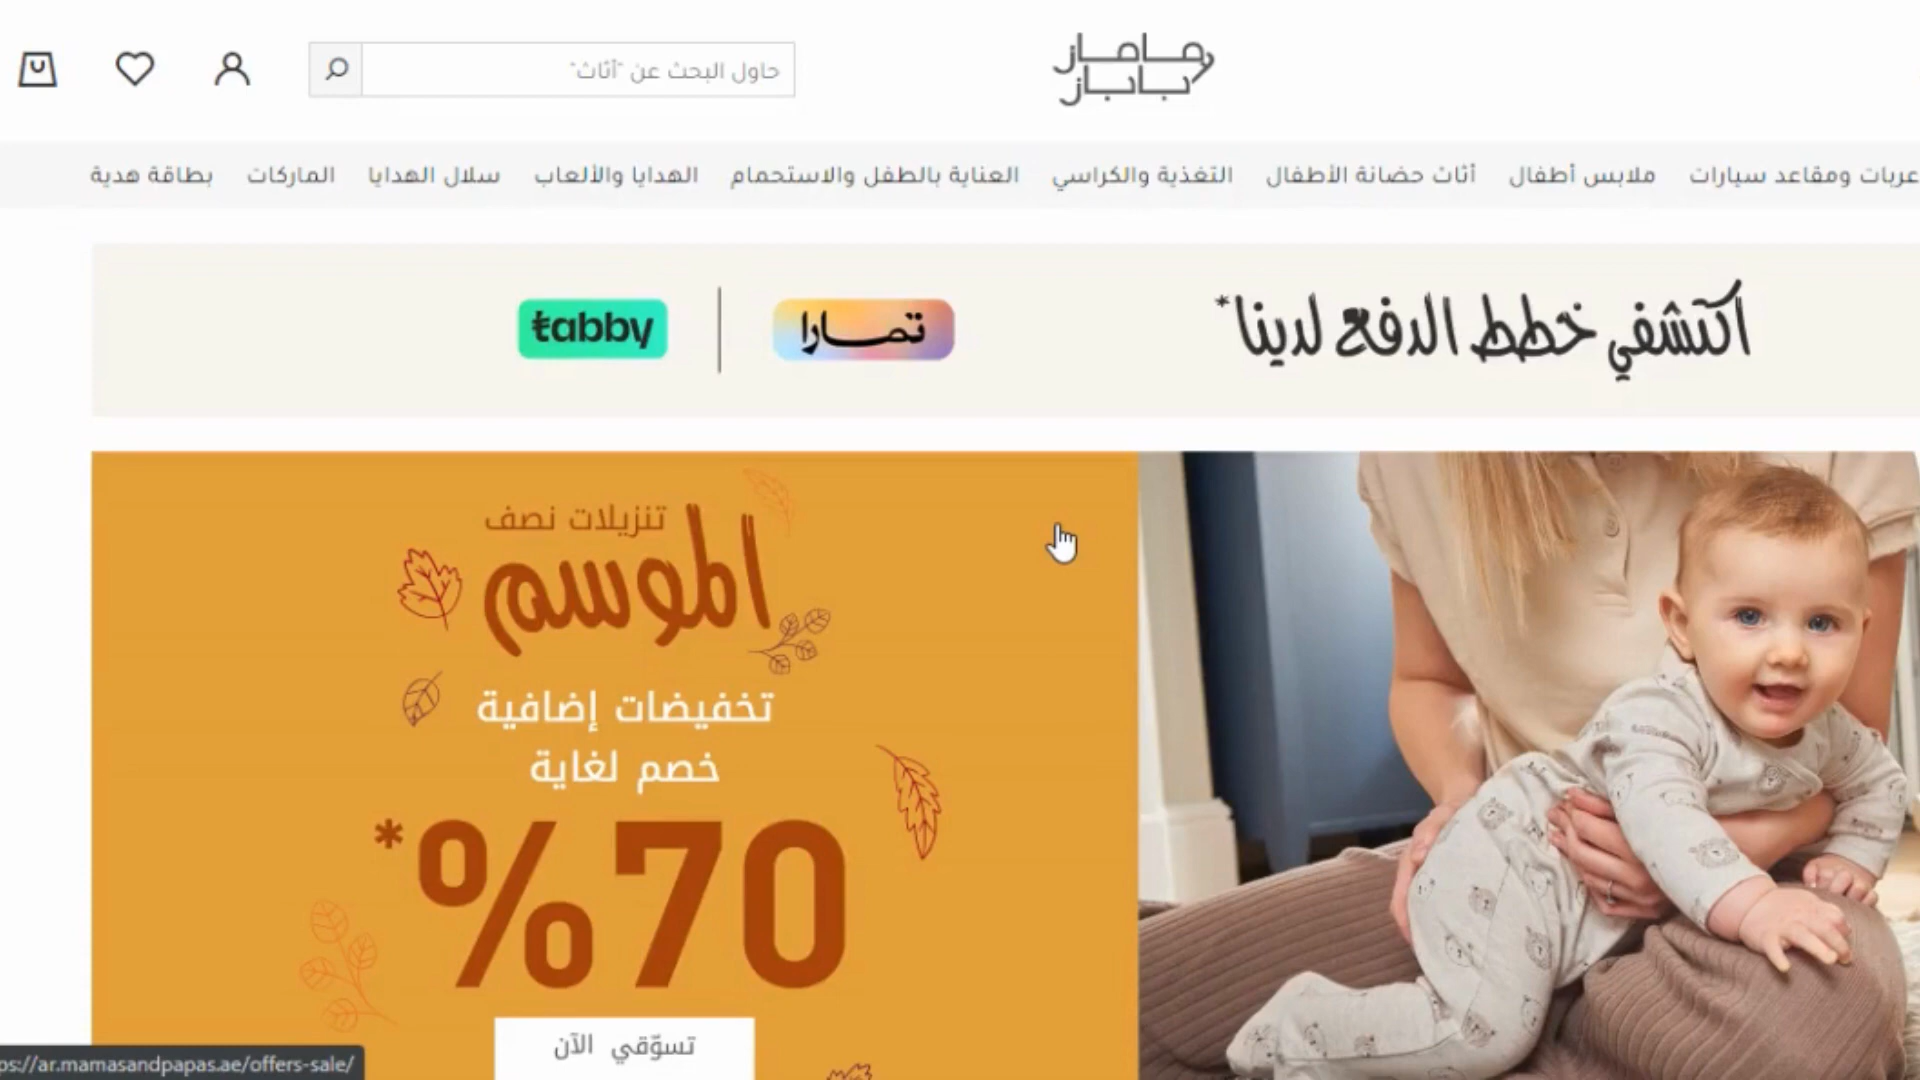 ماماز
باباز
حاول البحث عن "أثاث"
عربات ومقاعد سيارات
ملابس أطفال
أثاث حضانة الأطفال
التغذية والكراسي
العناية بالطفل والاستحمام
الهدايا والألعاب
سلال الهدايا
الماركات
بطاقة هدية
اكتشفي خطط الدفع لدينا*
تمارا
tabby
تنزيلات نصف
الموسم
تخفيضات إضافية
خصم لغاية
70%*
تسوّقي الآن
ps://ar.mamasandpapas.ae/offers-sale/